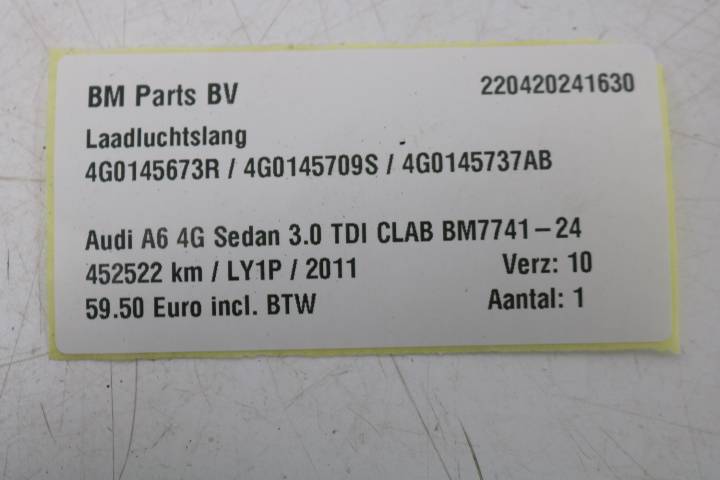 BM Parts BV 220420241630
Laadluchtslang
4G0145673R / 4G0145709S / 4G0145737AB
Audi A6 4G Sedan 3.0 TDI CLAB BM7741-24
452522 km / LY1P / 2011 Verz: 10
59.50 Euro incl. BTW Aantal: 1